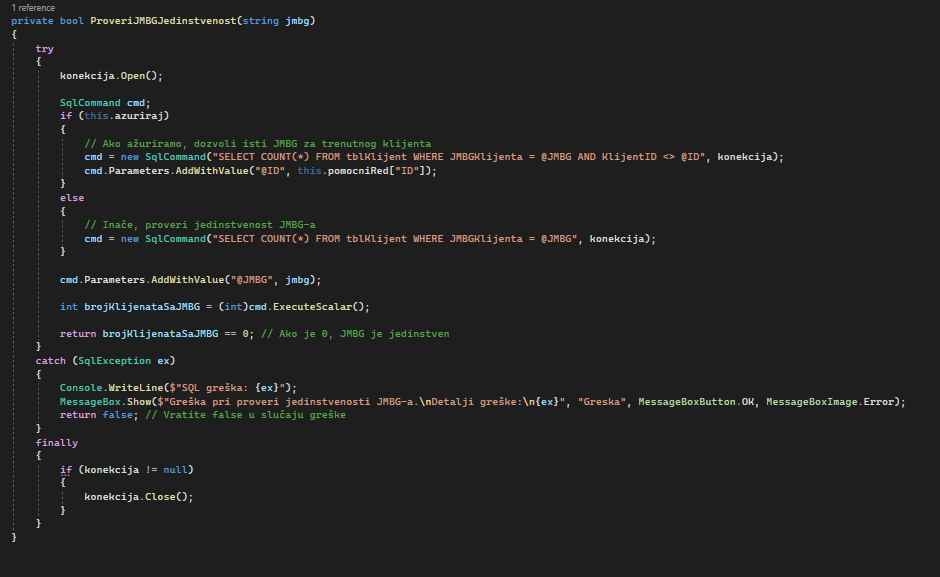 1 reference
private bool ProveriJMBGJedinstvenost(string jmbg)
{
try
{
konekcija.Open();
SqlCommand cmd;
if (this.azuriraj)
{
// Ako ažuriramo, dozvoli isti JMBG za trenutnog klijenta
cmd = new SqlCommand("SELECT COUNT(*) FROM tblKlijent WHERE JMBGKlijenta = @JMBG AND KlijentID <> @ID", konekcija);
cmd.Parameters.AddWithValue("@ID", this.pomocniRed["ID"]);
}
else
{
// Inače, proveri jedinstvenost JMBG-a
cmd = new SqlCommand("SELECT COUNT(*) FROM tblKlijent WHERE JMBGKlijenta = @JMBG", konekcija);
}
cmd.Parameters.AddWithValue("@JMBG", jmbg);
int brojKlijenataSaJMBG = (int)cmd.ExecuteScalar();
return brojKlijenataSaJMBG == 0; // Ako je 0, JMBG je jedinstven
}
catch (SqlException ex)
{
Console.WriteLine($"SQL greška: {ex}");
MessageBox.Show($"Greška pri proveri jedinstvenosti JMBG-a.\nDetalji greške:\n{ex}", "Greska", MessageBoxButton.OK, MessageBoxImage.Error);
return false; // Vratite false u slučaju greške
}
finally
{
if (konekcija != null)
{
konekcija.Close();
}
}
}